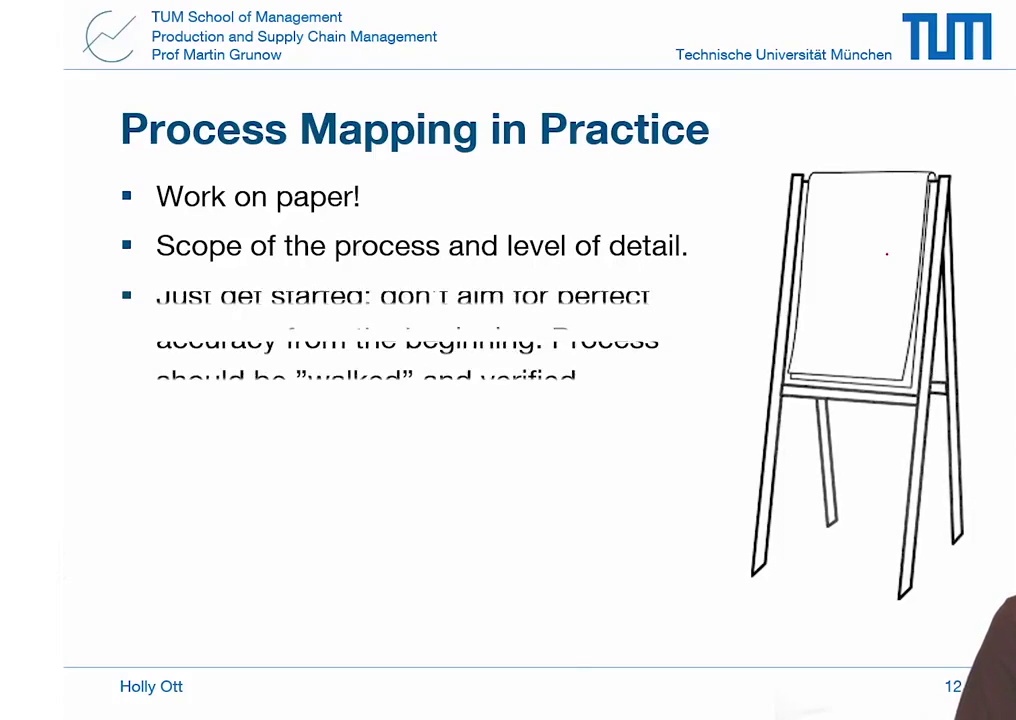 TUM School of Management
Production and Supply Chain Management
Prof Martin Grunow
Technische Universität München
TUM
Process Mapping in Practice
▪ Work on paper!
▪ Scope of the process and level of detail.
▪ Just get started: don't aim for perfect
accuracy from the beginning. Process
should be ”walked” and verified
Holly Ott
12